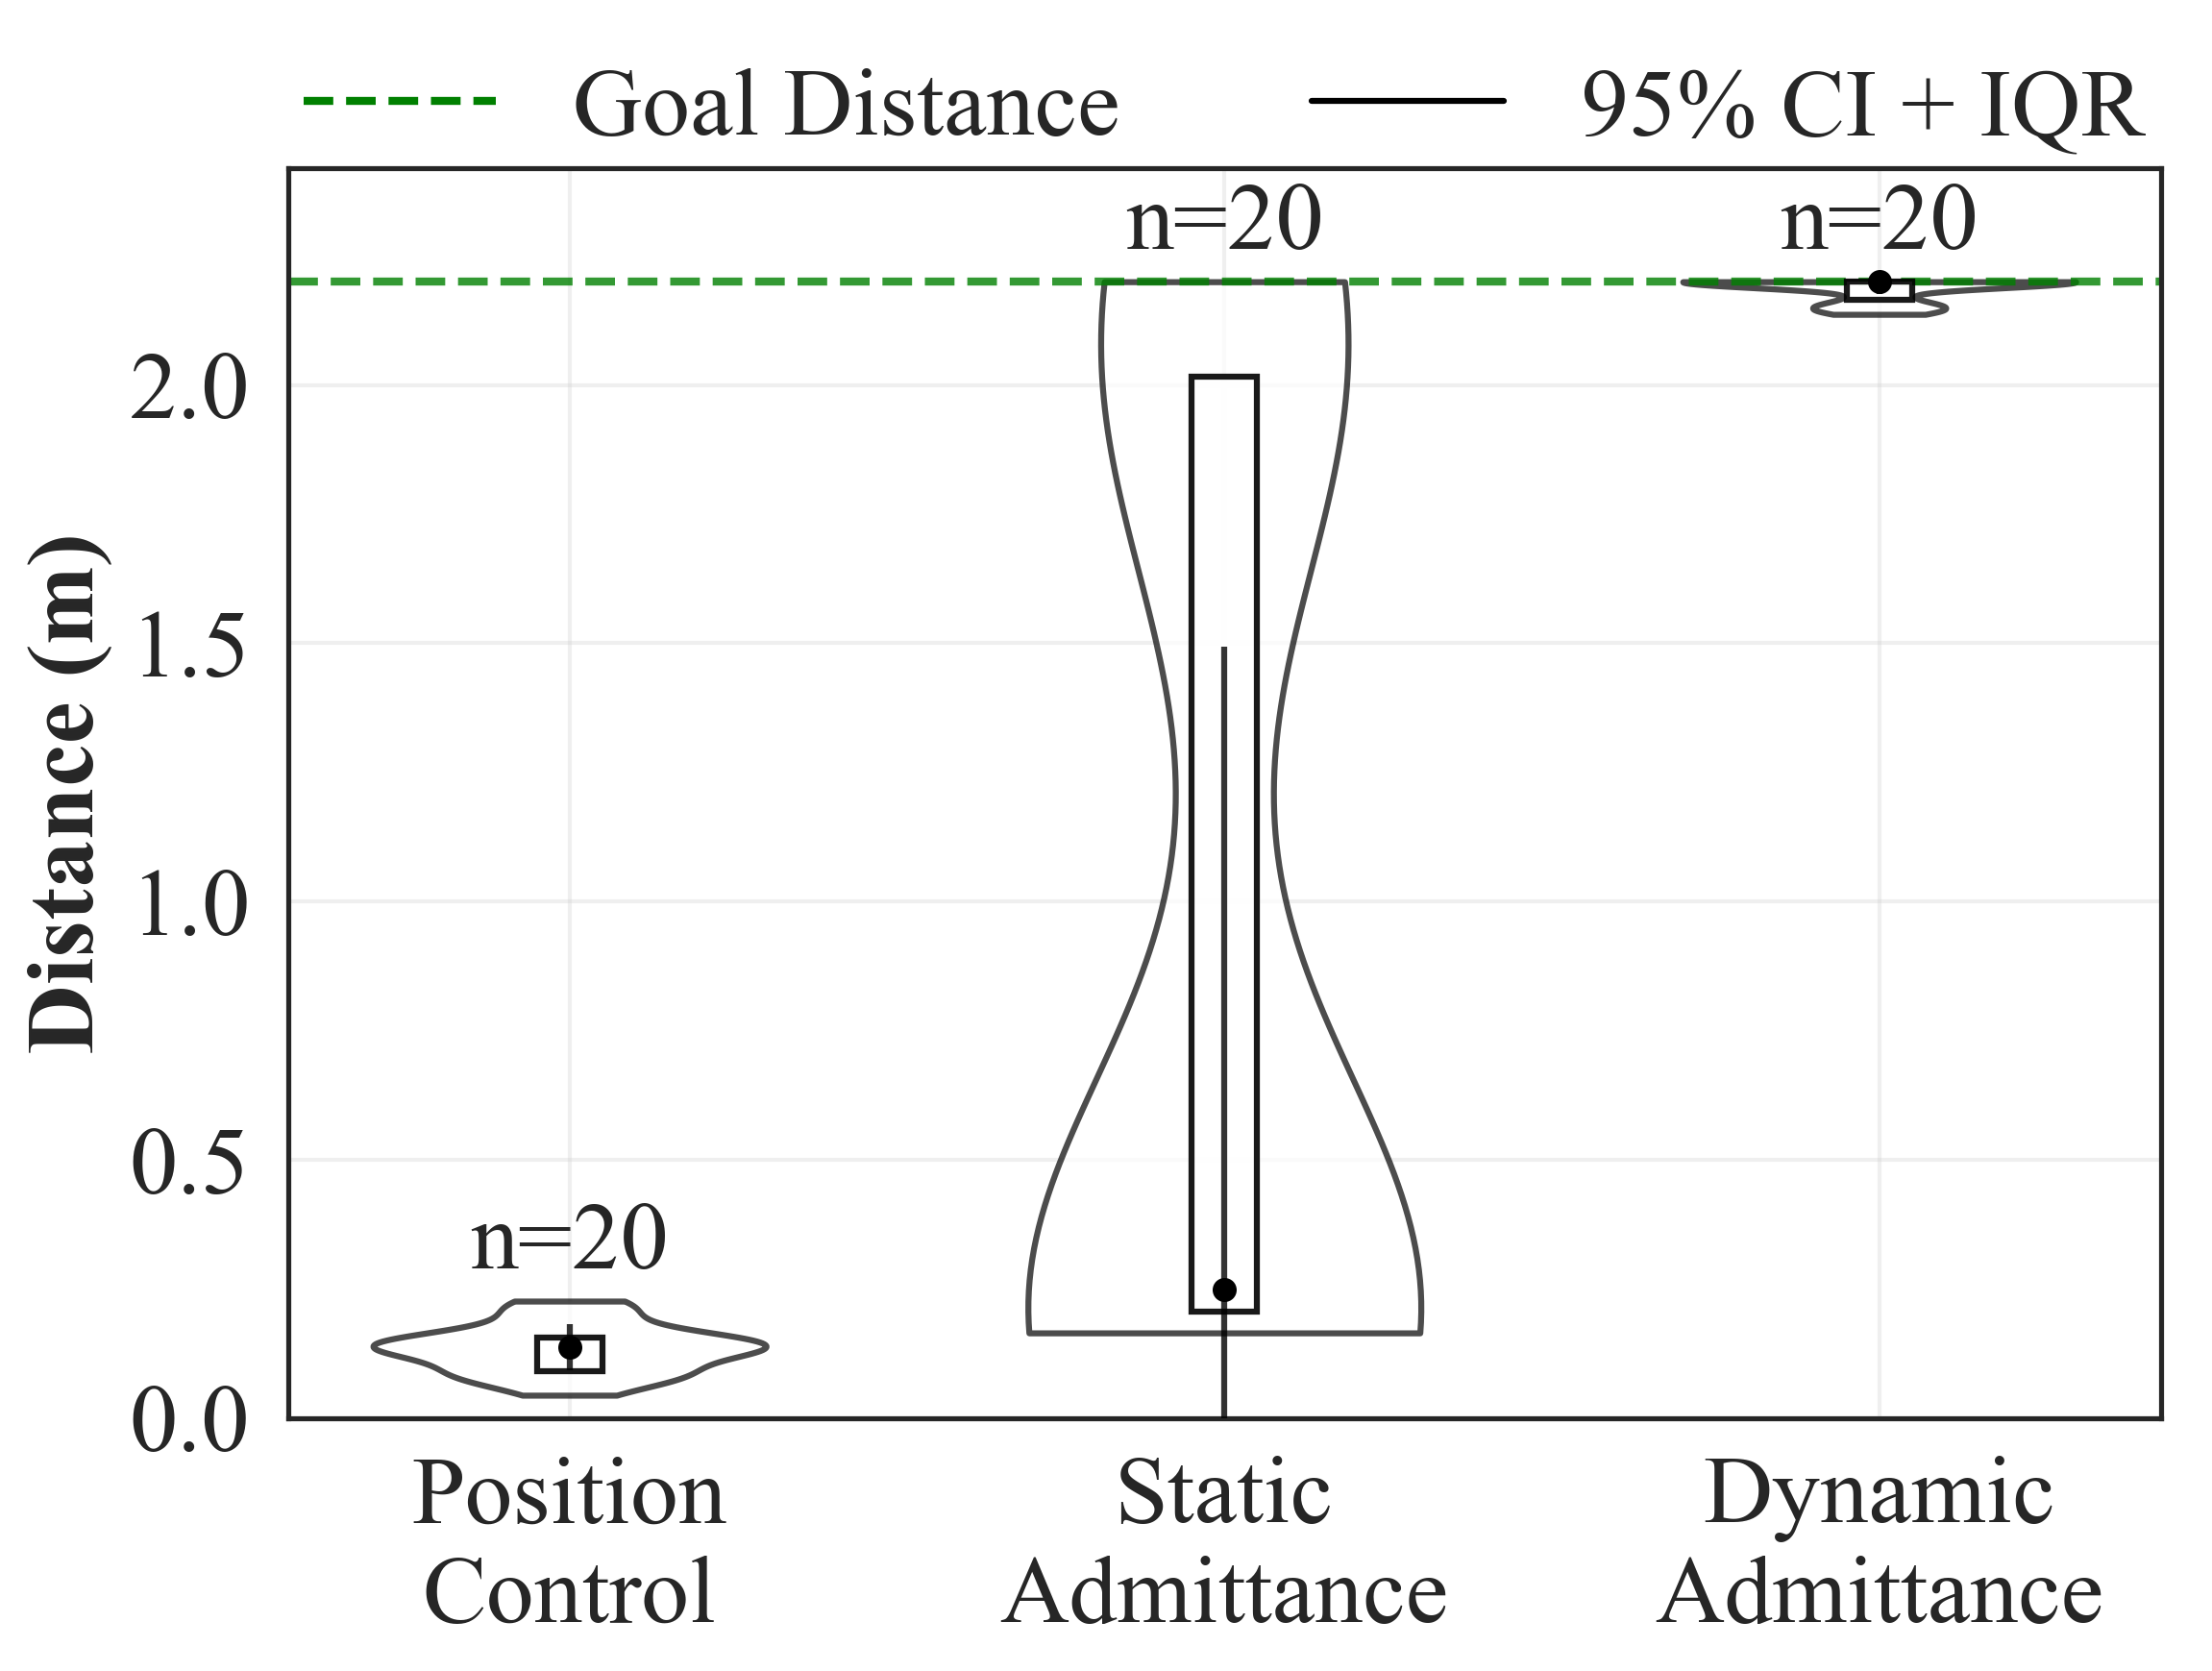 Goal Distance
95% CI + IQR
n=20
n=20
n=20
2.0
1.5
1.0
0.5
0.0
Distance (m)
Position
Control
Static
Admittance
Dynamic
Admittance